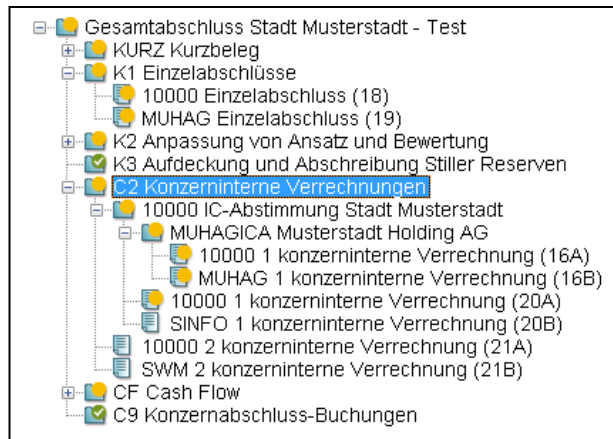 Gesamtabschluss Stadt Musterstadt - Test
KURZ Kurzbeleg
K1 Einzelabschlüsse
10000 Einzelabschluss (18)
MUHAG Einzelabschluss (19)
K2 Anpassung von Ansatz und Bewertung
K3 Aufdeckung und Abschreibung Stiller Reserven
C2 Konzerninterne Verrechnungen
10000 IC-Abstimmung Stadt Musterstadt
MUHAGICA Musterstadt Holding AG
10000 1 konzerninterne Verrechnung (16A)
MUHAG 1 konzerninterne Verrechnung (16B)
10000 1 konzerninterne Verrechnung (20A)
SINFO 1 konzerninterne Verrechnung (20B)
10000 2 konzerninterne Verrechnung (21A)
SWM 2 konzerninterne Verrechnung (21B)
CF Cash Flow
C9 Konzernabschluss-Buchungen